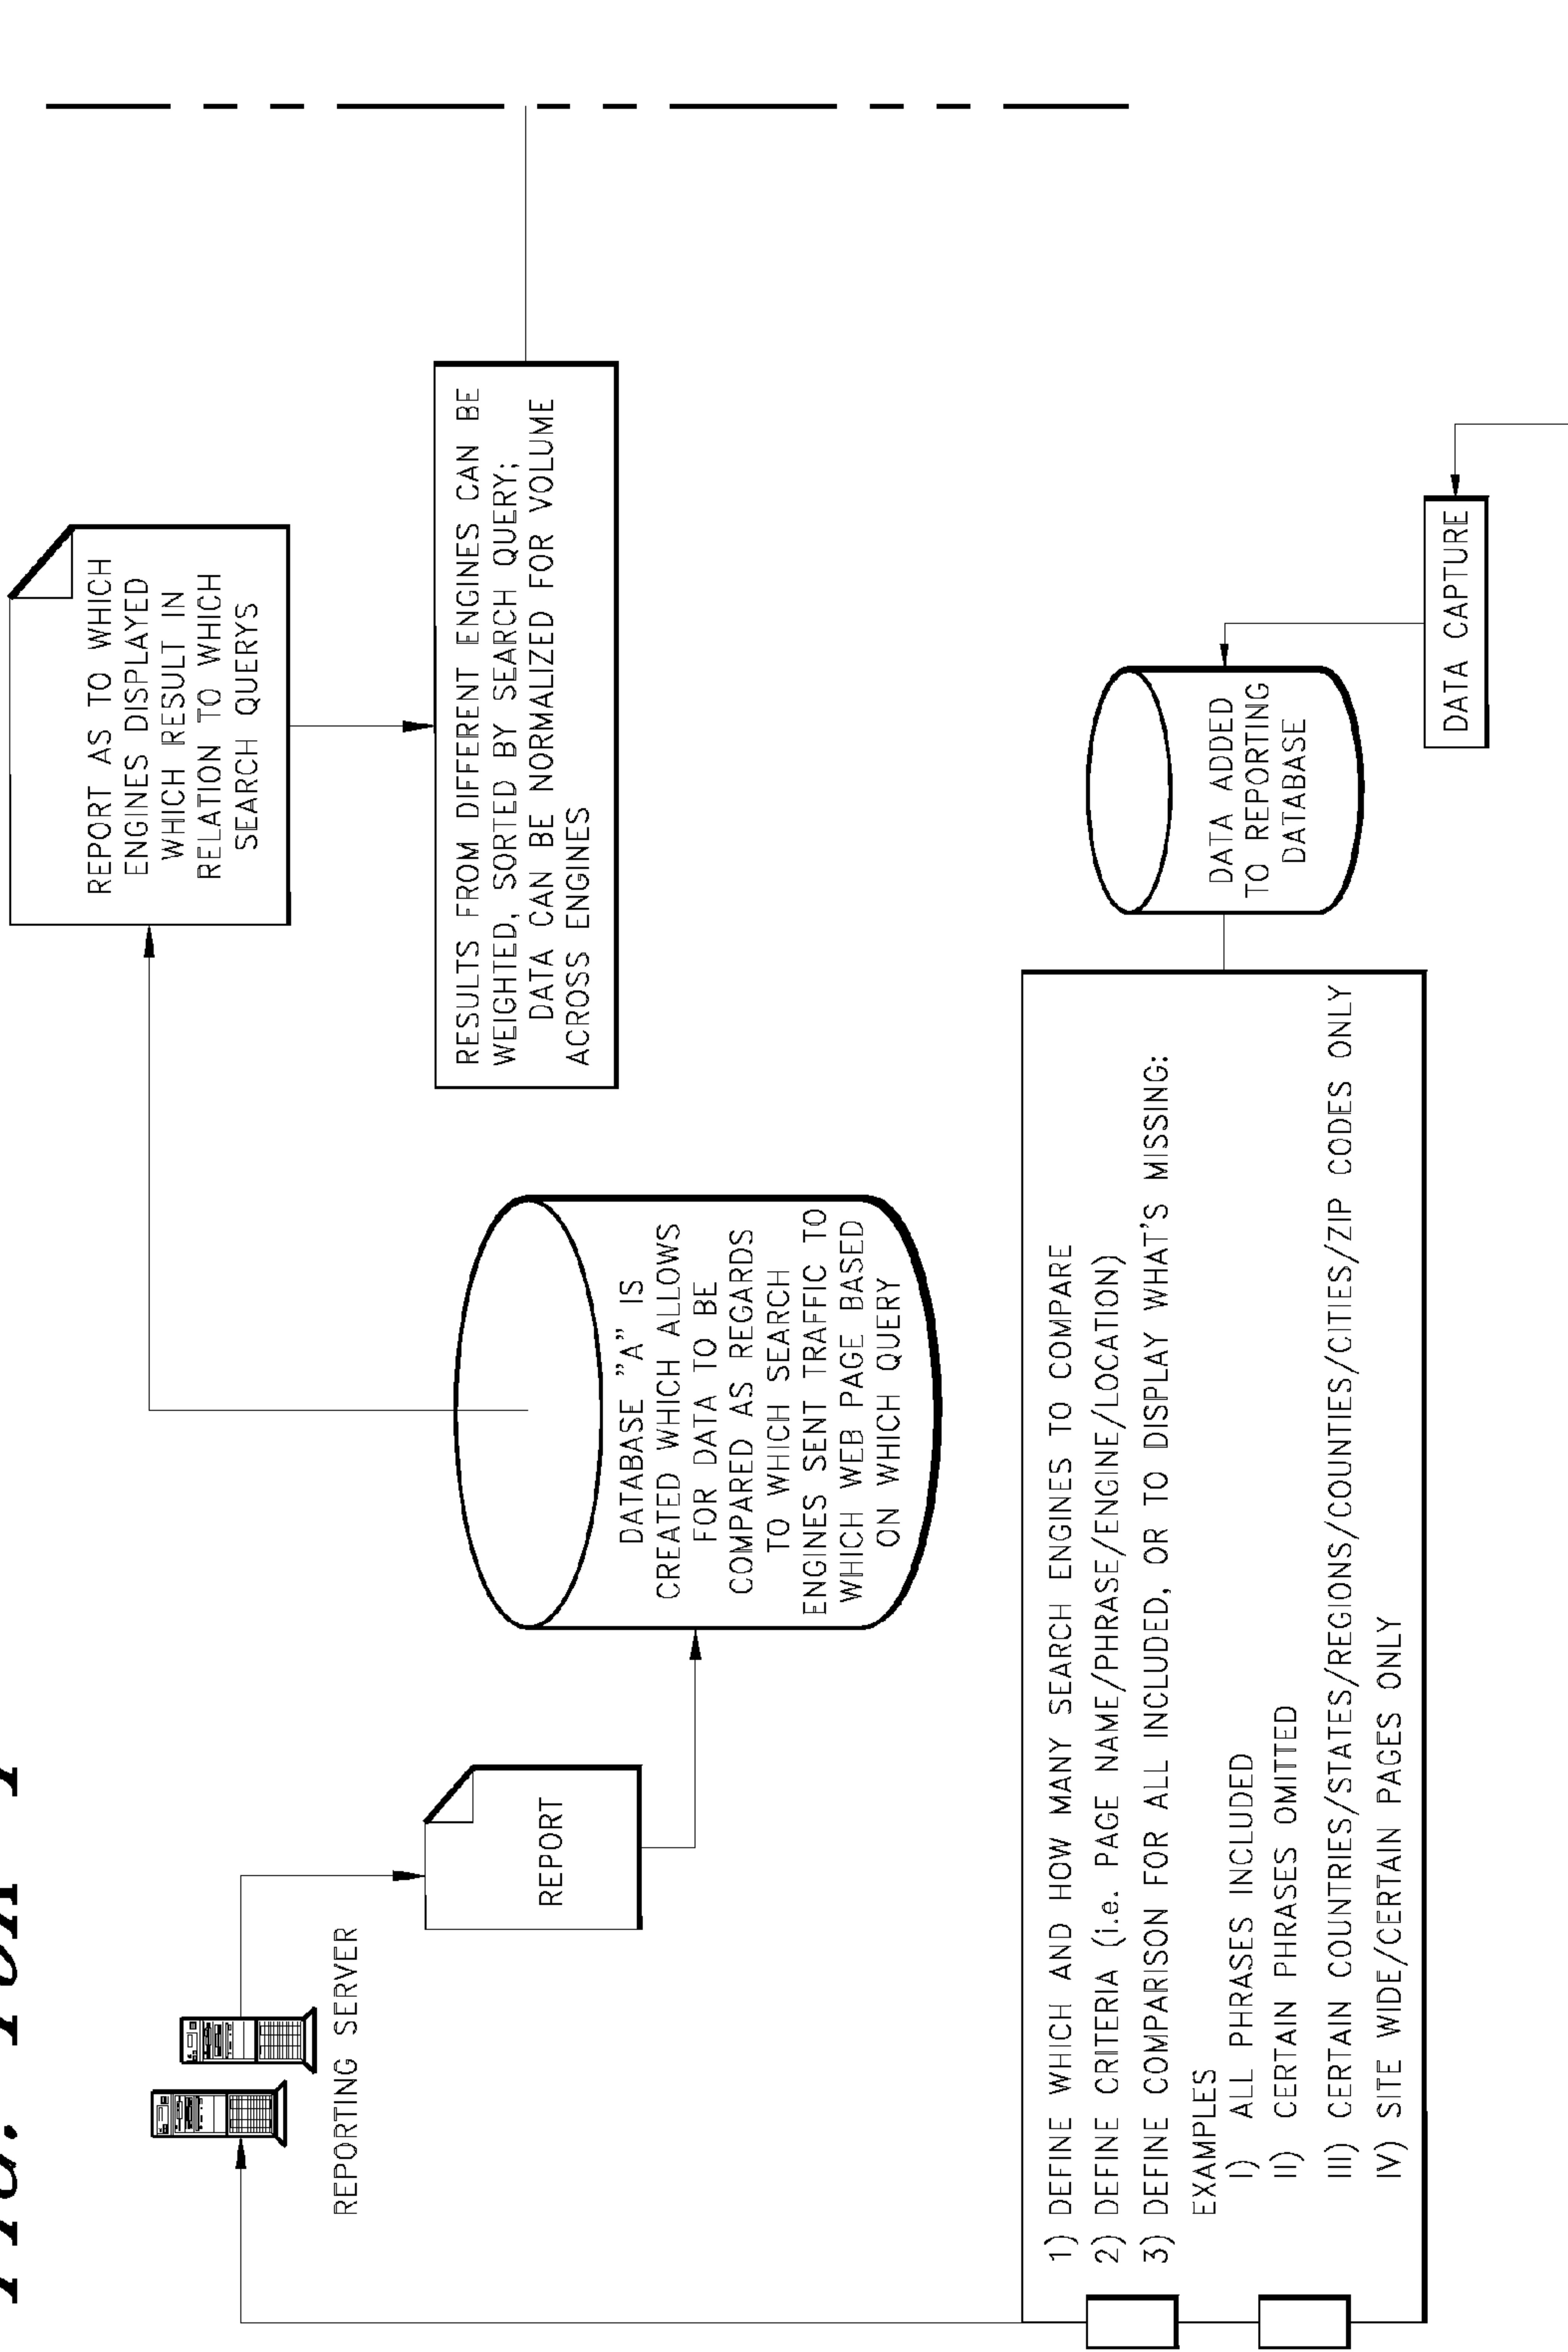 REPORTING SERVER
REPORT
DATABASE "A" IS
CREATED WHICH ALLOWS
FOR DATA TO BE
COMPARED AS REGARDS
TO WHICH SEARCH
ENGINES SENT TRAFFIC TO
WHICH WEB PAGE BASED
ON WHICH QUERY
REPORT AS TO WHICH
ENGINES DISPLAYED
WHICH RESULT IN
RELATION TO WHICH
SEARCH QUERYS
RESULTS FROM DIFFERENT ENGINES CAN BE
WEIGHTED, SORTED BY SEARCH QUERY;
DATA CAN BE NORMALIZED FOR VOLUME
ACROSS ENGINES
1) DEFINE WHICH AND HOW MANY SEARCH ENGINES TO COMPARE
2) DEFINE CRITERIA (i.e. PAGE NAME/PHRASE/ENGINE/LOCATION)
3) DEFINE COMPARISON FOR ALL INCLUDED, OR TO DISPLAY WHAT'S MISSING:
EXAMPLES
I) ALL PHRASES INCLUDED
II) CERTAIN PHRASES OMITTED
III) CERTAIN COUNTRIES/STATES/REGIONS/COUNTIES/CITIES/ZIP CODES ONLY
IV) SITE WIDE/CERTAIN PAGES ONLY
DATA ADDED
TO REPORTING
DATABASE
DATA CAPTURE